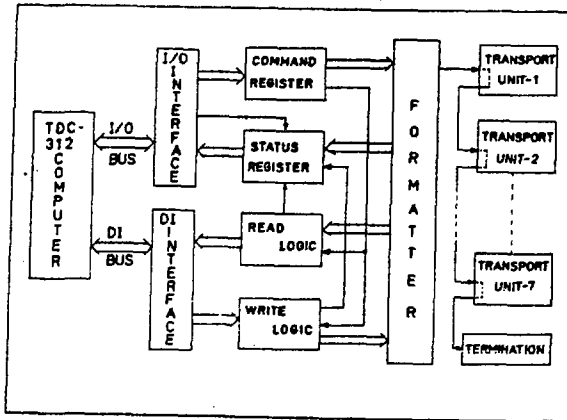 TDC-
312
COMPUTER
I/O
BUS
DI
BUS
I/O
INTERFACE
DI
INTERFACE
COMMAND
REGISTER
STATUS
REGISTER
READ
LOGIC
WRITE
LOGIC
FORMATTER
TRANSPORT
UNIT-1
TRANSPORT
UNIT-2
TRANSPORT
UNIT-7
TERMINATION